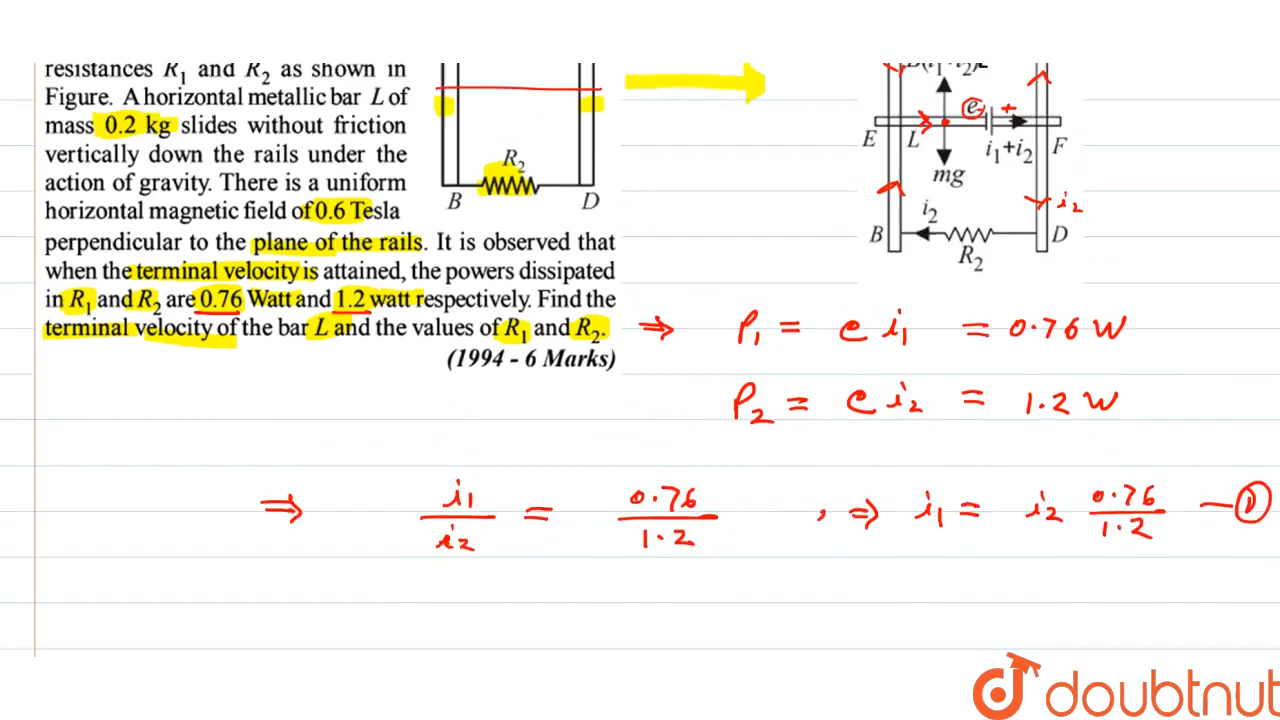 resistances R₁ and R₂ as shown in
Figure. A horizontal metallic bar L of
mass 0.2 kg slides without friction
vertically down the rails under the
action of gravity. There is a uniform
horizontal magnetic field of 0.6 Tesla
perpendicular to the plane of the rails. It is observed that
when the terminal velocity is attained, the powers dissipated
in R₁ and R₂ are 0.76 Watt and 1.2 watt respectively. Find the
terminal velocity of the bar L and the values of R₁ and R₂.
(1994 - 6 Marks)
R₂
B D
e +
E L i₁+i₂ F
mg
i₂ i₂
B D
R₂
⇒ P₁ = e i₁ = 0.76 W
P₂ = e i₂ = 1.2 W
⇒ i₁/i₂ = 0.76/1.2 , ⇒ i₁ = i₂ 0.76/1.2 — ①
doubtnut